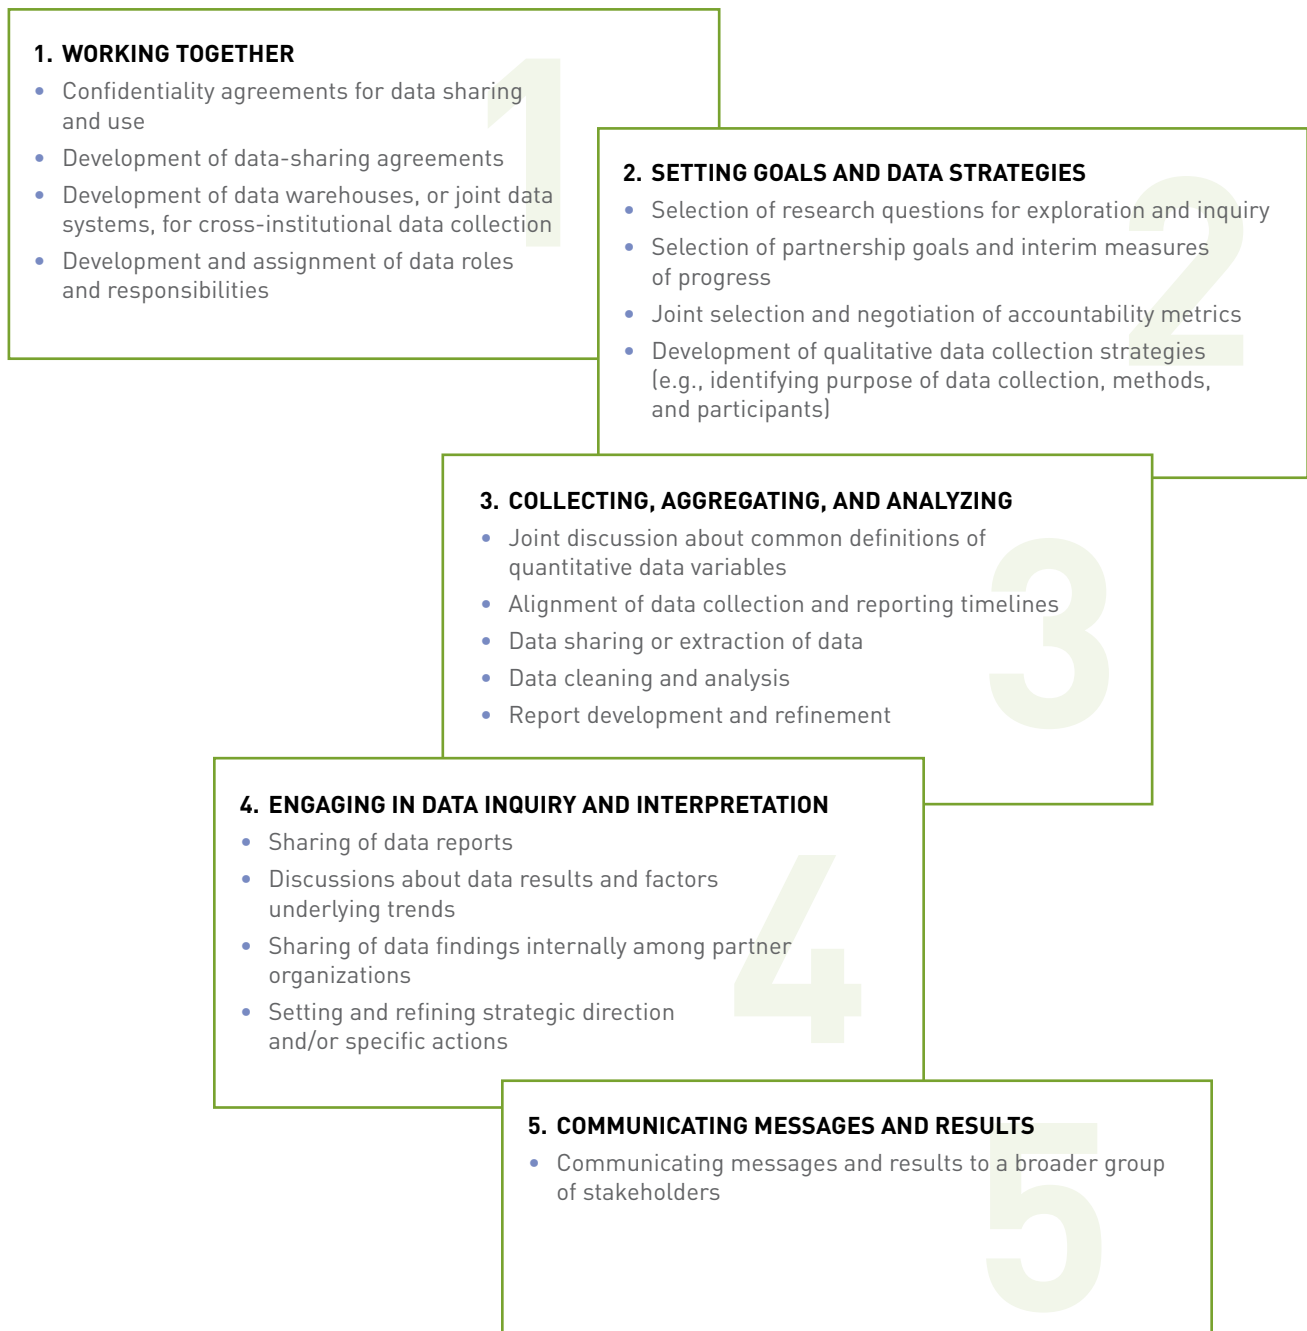 1. WORKING TOGETHER
• Confidentiality agreements for data sharing
and use
• Development of data-sharing agreements
• Development of data warehouses, or joint data
systems, for cross-institutional data collection
• Development and assignment of data roles
and responsibilities
1
2. SETTING GOALS AND DATA STRATEGIES
• Selection of research questions for exploration and inquiry
• Selection of partnership goals and interim measures
of progress
• Joint selection and negotiation of accountability metrics
• Development of qualitative data collection strategies
(e.g., identifying purpose of data collection, methods,
and participants)
2
3. COLLECTING, AGGREGATING, AND ANALYZING
• Joint discussion about common definitions of
quantitative data variables
• Alignment of data collection and reporting timelines
• Data sharing or extraction of data
• Data cleaning and analysis
• Report development and refinement
3
4. ENGAGING IN DATA INQUIRY AND INTERPRETATION
• Sharing of data reports
• Discussions about data results and factors
underlying trends
• Sharing of data findings internally among partner
organizations
• Setting and refining strategic direction
and/or specific actions
4
5. COMMUNICATING MESSAGES AND RESULTS
• Communicating messages and results to a broader group
of stakeholders
5